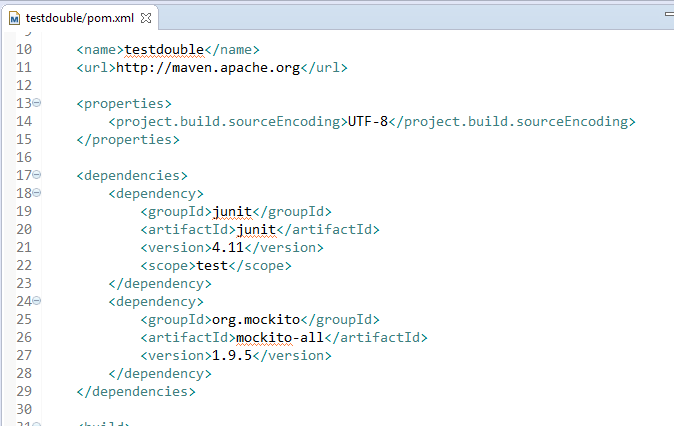 testdouble/pom.xml
10 <name>testdouble</name>
11 <url>http://maven.apache.org</url>
12
13 <properties>
14 <project.build.sourceEncoding>UTF-8</project.build.sourceEncoding>
15 </properties>
16
17 <dependencies>
18 <dependency>
19 <groupId>junit</groupId>
20 <artifactId>junit</artifactId>
21 <version>4.11</version>
22 <scope>test</scope>
23 </dependency>
24 <dependency>
25 <groupId>org.mockito</groupId>
26 <artifactId>mockito-all</artifactId>
27 <version>1.9.5</version>
28 </dependency>
29 </dependencies>
30
31 <build>